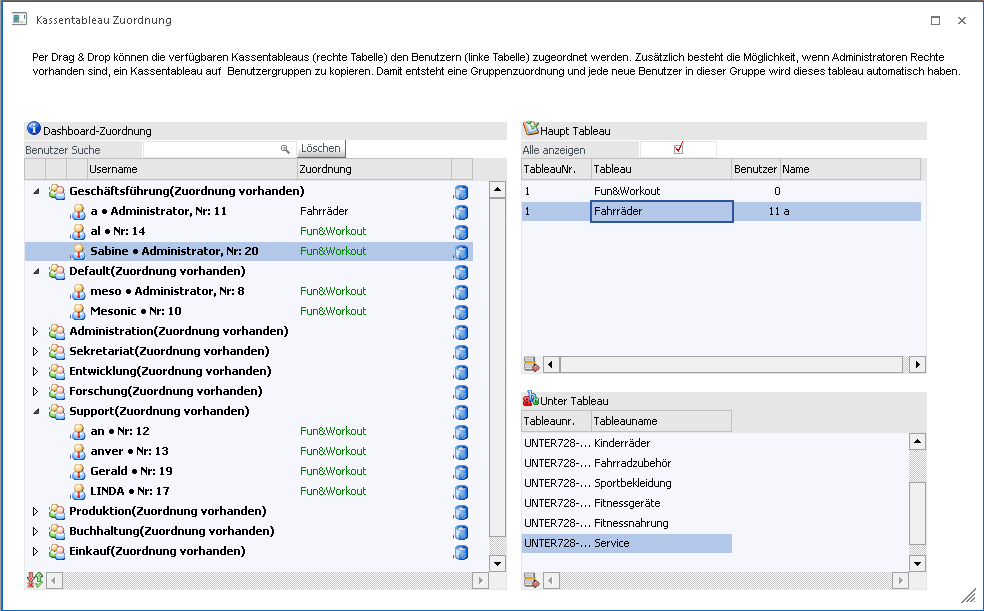 Kassentableau Zuordnung
Per Drag & Drop können die verfügbaren Kassentableaus (rechte Tabelle) den Benutzern (linke Tabelle) zugeordnet werden. Zusätzlich besteht die Möglichkeit, wenn Administratoren Rechte
vorhanden sind, ein Kassentableau auf Benutzergruppen zu kopieren. Damit entsteht eine Gruppenzuordnung und jede neue Benutzer in dieser Gruppe wird dieses tableau automatisch haben.
Dashboard-Zuordnung
Benutzer Suche Löschen
Username Zuordnung
Geschäftsführung(Zuordnung vorhanden)
a ● Administrator, Nr: 11 Fahrräder
al ● Nr: 14 Fun&Workout
Sabine ● Administrator, Nr: 20 Fun&Workout
Default(Zuordnung vorhanden)
meso ● Administrator, Nr: 8 Fun&Workout
Mesonic ● Nr: 10 Fun&Workout
Administration(Zuordnung vorhanden)
Sekretariat(Zuordnung vorhanden)
Entwicklung(Zuordnung vorhanden)
Forschung(Zuordnung vorhanden)
Support(Zuordnung vorhanden)
an ● Nr: 12 Fun&Workout
anver ● Nr: 13 Fun&Workout
Gerald ● Nr: 19 Fun&Workout
LINDA ● Nr: 17 Fun&Workout
Produktion(Zuordnung vorhanden)
Buchhaltung(Zuordnung vorhanden)
Einkauf(Zuordnung vorhanden)
Haupt Tableau
Alle anzeigen
TableauNr. Tableau Benutzer Name
1 Fun&Workout 0
1 Fahrräder 11 a
Unter Tableau
Tableaunr. Tableauname
UNTER728-... Kinderräder
UNTER728-... Fahrradzubehör
UNTER728-... Sportbekleidung
UNTER728-... Fitnessgeräte
UNTER728-... Fitnessnahrung
UNTER728-... Service